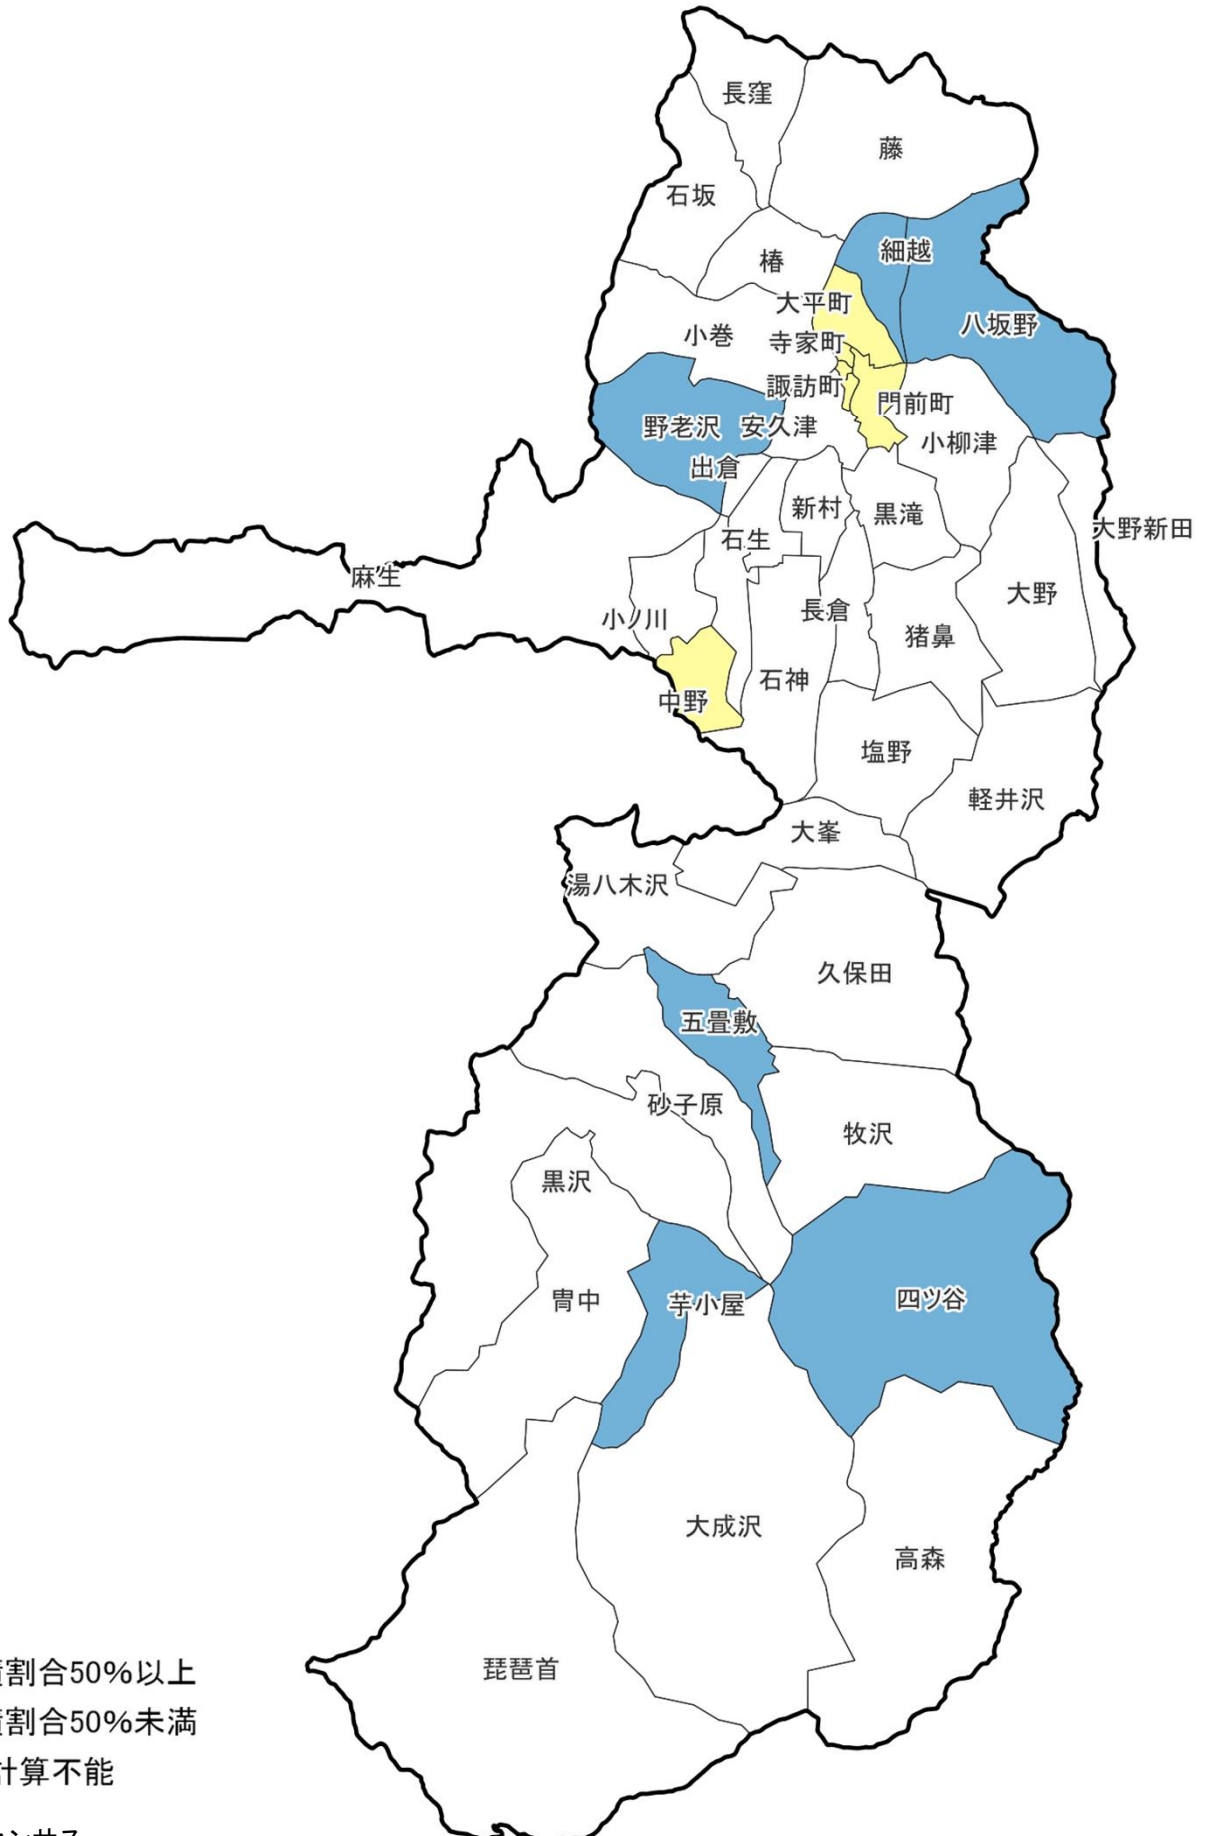 長窪
藤
石坂
細越
椿
大平町
八坂野
小巻
寺家町
諏訪町
門前町
野老沢
安久津
小柳津
出倉
新村
黒滝
大野新田
石生
麻生
大野
長倉
小ノ川
猪鼻
石神
中野
塩野
軽井沢
大峯
湯八木沢
久保田
五畳敷
砂子原
牧沢
黒沢
四ツ谷
冑中
芋小屋
大成沢
高森
琵琶首
割合50%以上
割合50%未満
計算不能